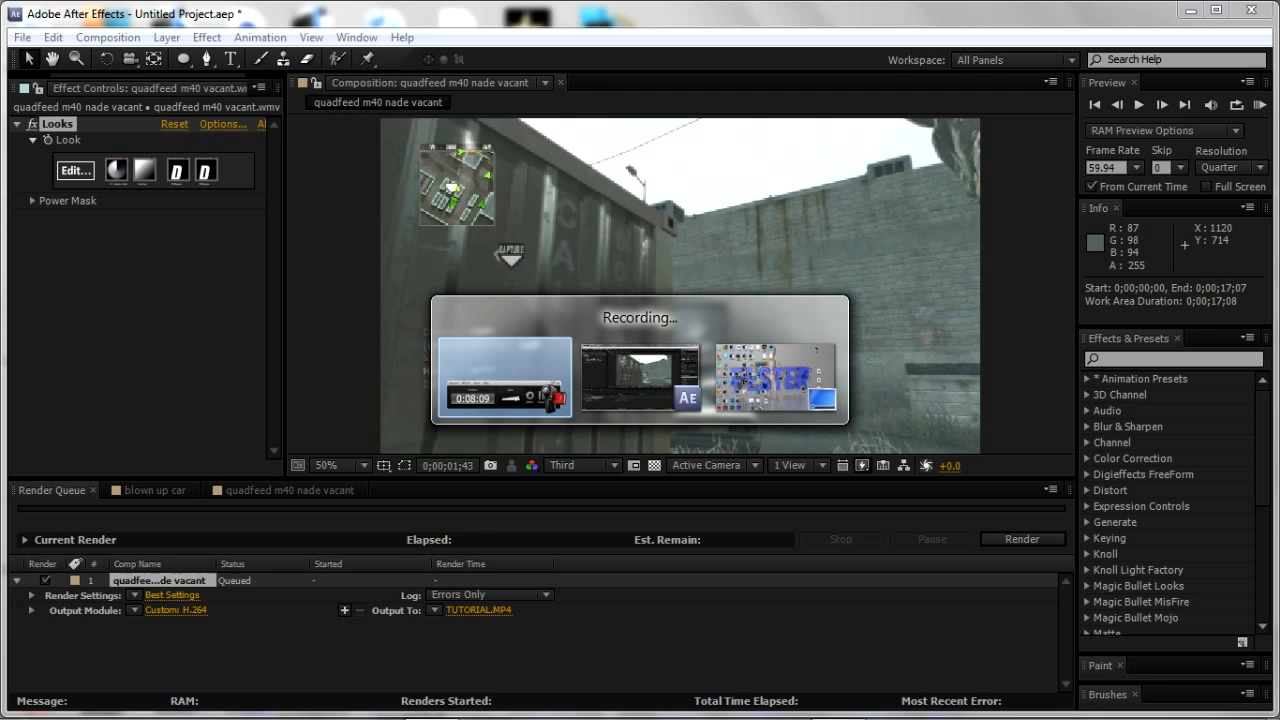 Adobe After Effects - Untitled Project.aep *
File Edit Composition Layer Effect Animation View Window Help
Workspace: All Panels Search Help
Effect Controls: quadfeed m40 vacant.wi
quadfeed m40 nade vacant • quadfeed m40 nade vacant.wmv
fx Looks Reset Options... Al
Look
Edit...
Power Mask
Composition: quadfeed m40 nade vacant
quadfeed m40 nade vacant
CAPTURE
Recording...
0:08:09
AE
50% 0;00;01;43 Third Active Camera 1 View +0.0
Preview
RAM Preview Options
Frame Rate Skip Resolution
59.94 0 Quarter
From Current Time Full Screen
Info
R : 87 X : 1120
G : 98 Y : 714
B : 94
A : 255
Start: 0;00;00;00, End: 0;00;17;07
Work Area Duration: 0;00;17;08
Effects & Presets
* Animation Presets
3D Channel
Audio
Blur & Sharpen
Channel
Color Correction
Digieffects FreeForm
Distort
Expression Controls
Generate
Keying
Knoll
Knoll Light Factory
Magic Bullet Looks
Magic Bullet MisFire
Magic Bullet Mojo
Matte
Paint
Brushes
Render Queue blown up car quadfeed m40 nade vacant
Current Render Elapsed: Est. Remain: Stop Pause Render
Render # Comp Name Status Started Render Time
1 quadfee...de vacant Queued - -
Render Settings: Best Settings Log: Errors Only
Output Module: Custom: H.264 Output To: TUTORIAL.MP4
Message: RAM: Renders Started: Total Time Elapsed: Most Recent Error: